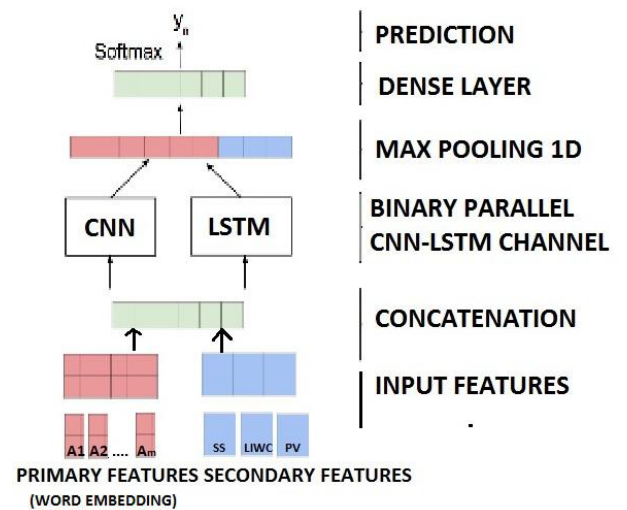 yn
PREDICTION
Softmax
DENSE LAYER
MAX POOLING 1D
CNN
LSTM
BINARY PARALLEL
CNN-LSTM CHANNEL
CONCATENATION
INPUT FEATURES
A1 A2 .... Am
SS LIWC PV
PRIMARY FEATURES SECONDARY FEATURES
(WORD EMBEDDING)